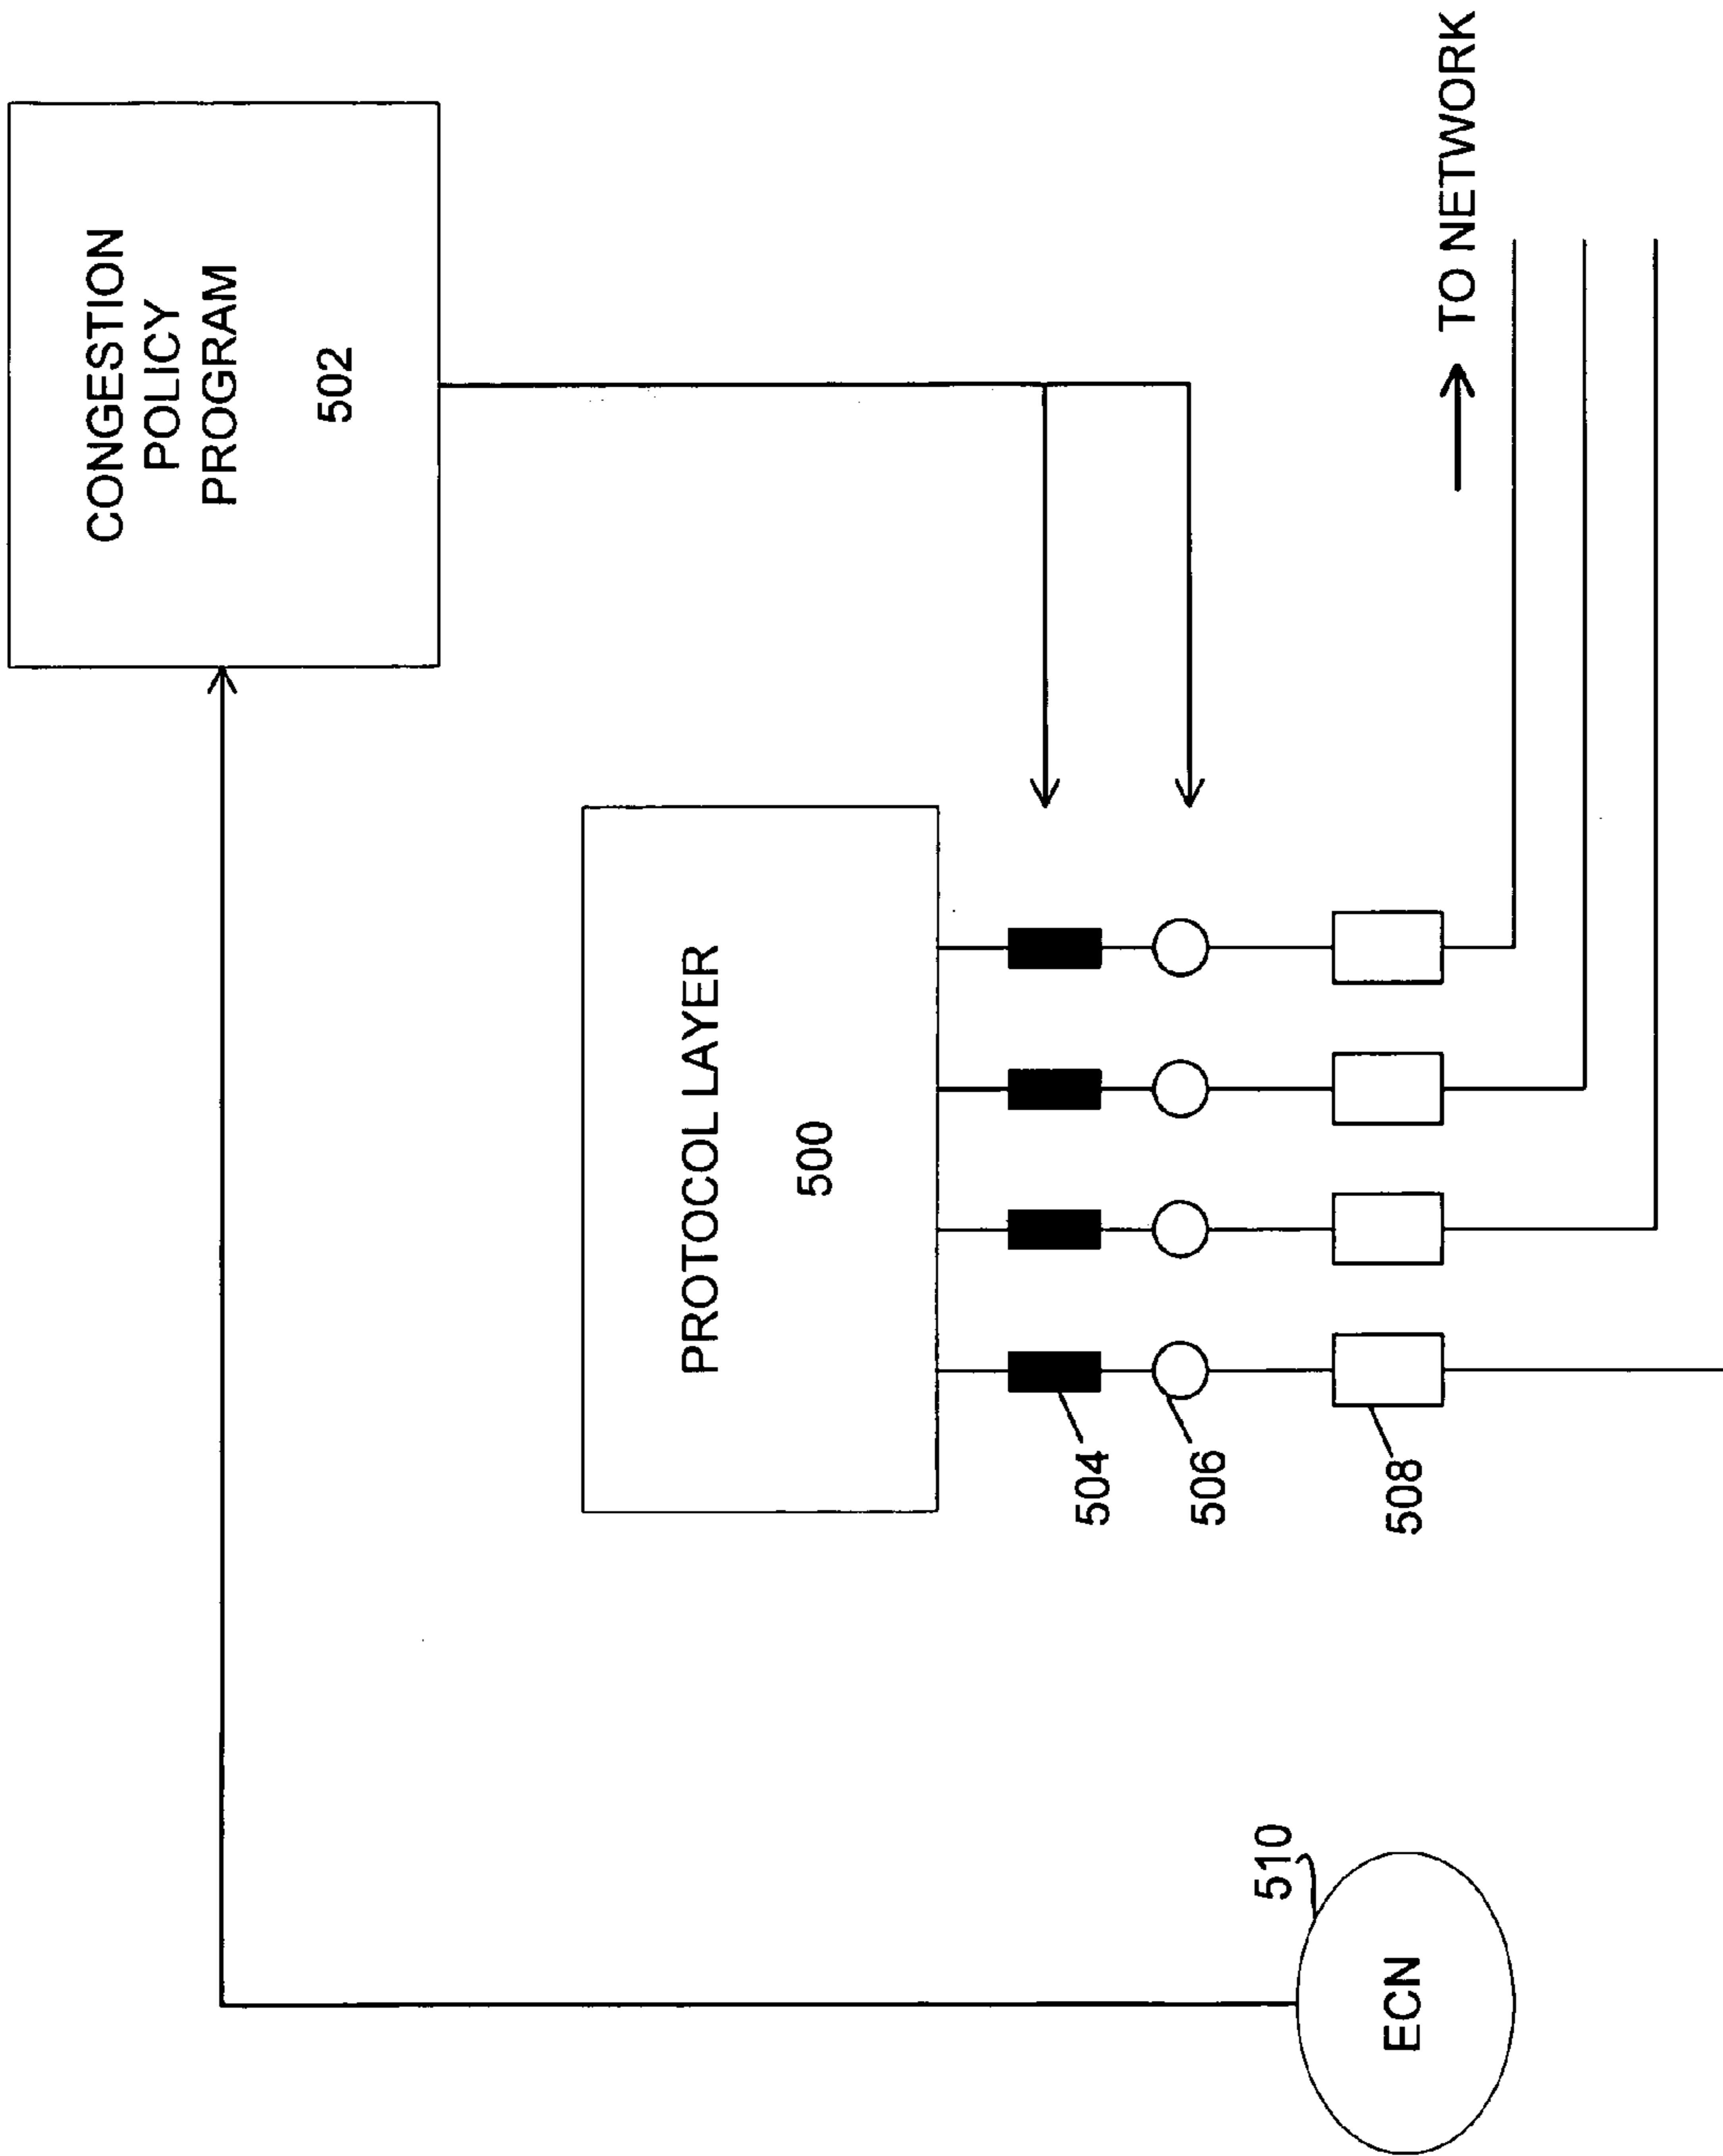 CONGESTION
POLICY
PROGRAM
502
PROTOCOL LAYER
500
504
506
508
TO NETWORK
510
ECN